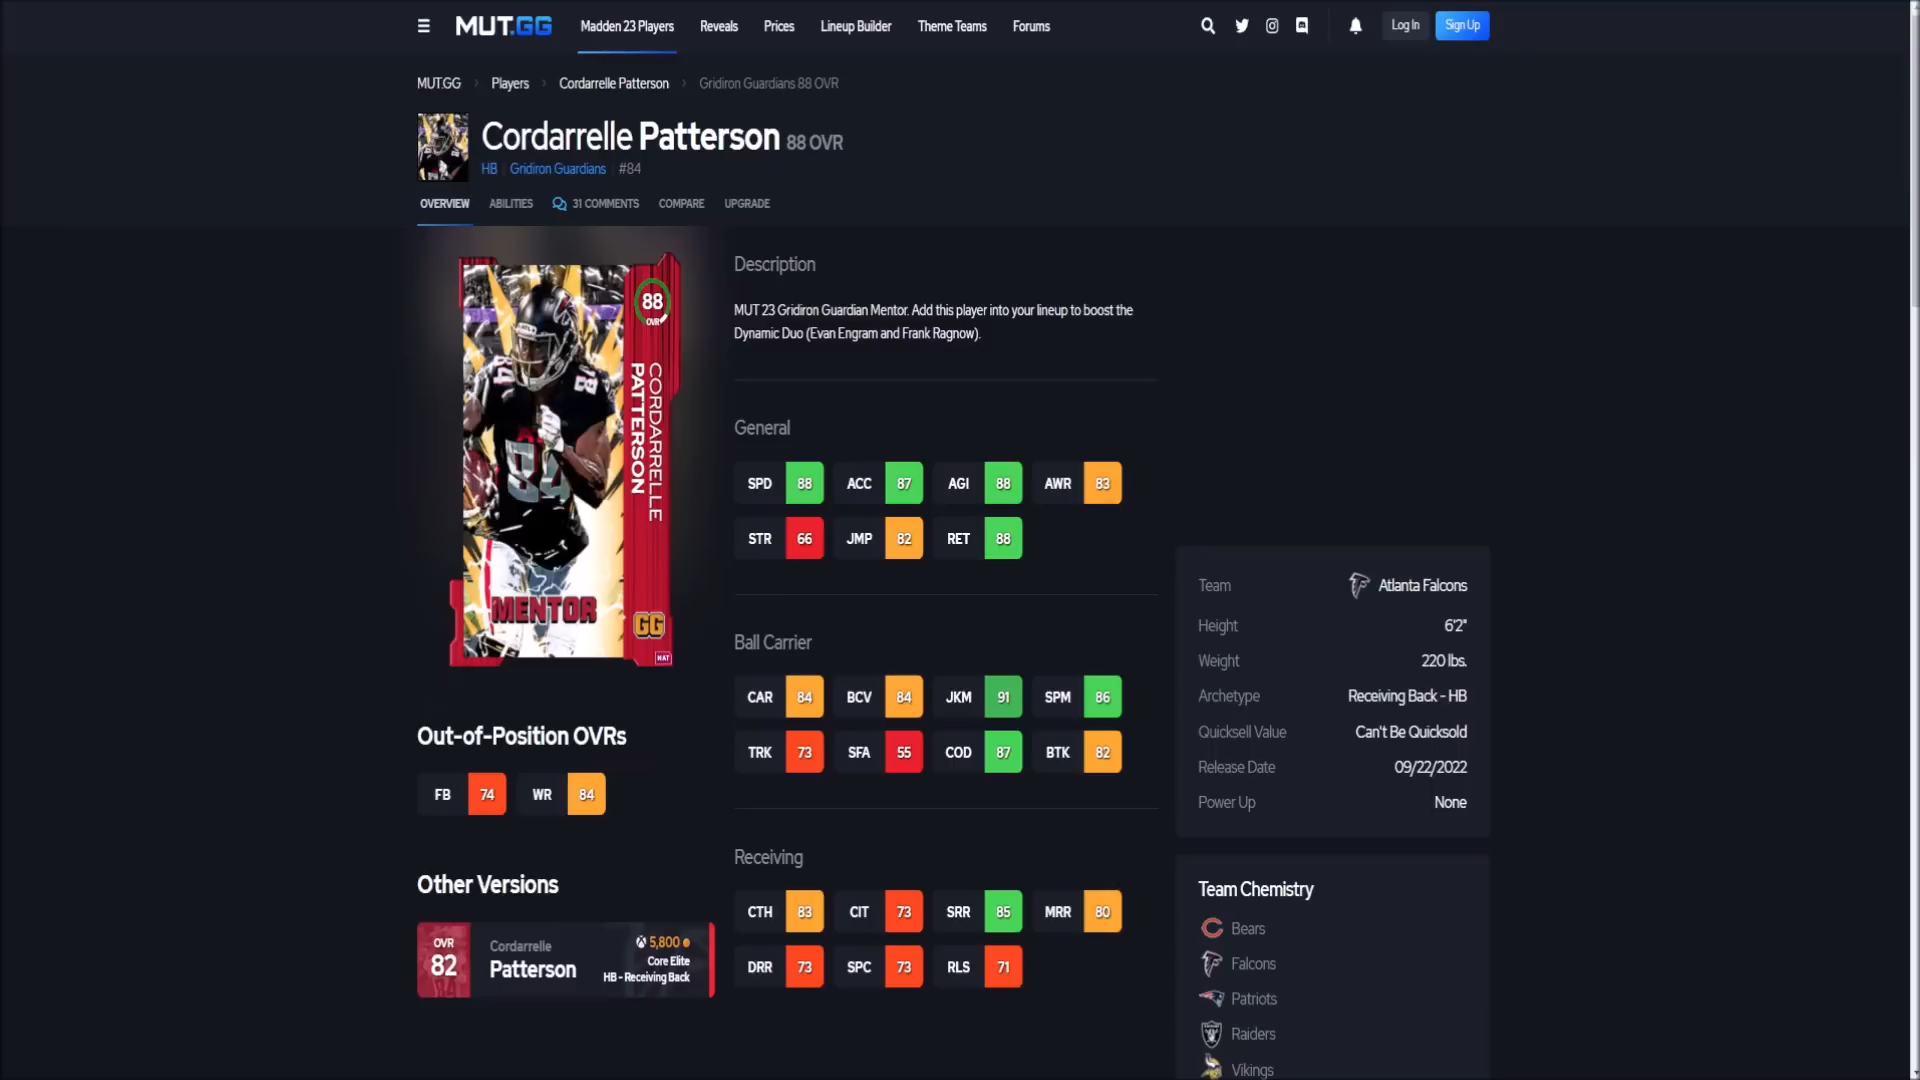 MUT.GG
Madden 23 Players
Reveals
Prices
Lineup Builder
Theme Teams
Forums
Log In
Sign Up
MUT.GG
Players
Cordarrelle Patterson
Gridiron Guardians 88 OVR
Cordarrelle Patterson 88 OVR
HB
Gridiron Guardians
#84
OVERVIEW
ABILITIES
31 COMMENTS
COMPARE
UPGRADE
88
OVR
CORDARRELLE
PATTERSON
84
MENTOR
GG
NAT
Out-of-Position OVRs
FB 74
WR 84
Other Versions
OVR
82
Cordarrelle
Patterson
5,800
Core Elite
HB - Receiving Back
Description
MUT 23 Gridiron Guardian Mentor. Add this player into your lineup to boost the
Dynamic Duo (Evan Engram and Frank Ragnow).
General
SPD 88 ACC 87 AGI 88 AWR 83
STR 66 JMP 82 RET 88
Ball Carrier
CAR 84 BCV 84 JKM 91 SPM 86
TRK 73 SFA 55 COD 87 BTK 82
Receiving
CTH 83 CIT 73 SRR 85 MRR 80
DRR 73 SPC 73 RLS 71
Team Atlanta Falcons
Height 6'2"
Weight 220 lbs.
Archetype Receiving Back - HB
Quicksell Value Can't Be Quicksold
Release Date 09/22/2022
Power Up None
Team Chemistry
Bears
Falcons
Patriots
Raiders
Vikings